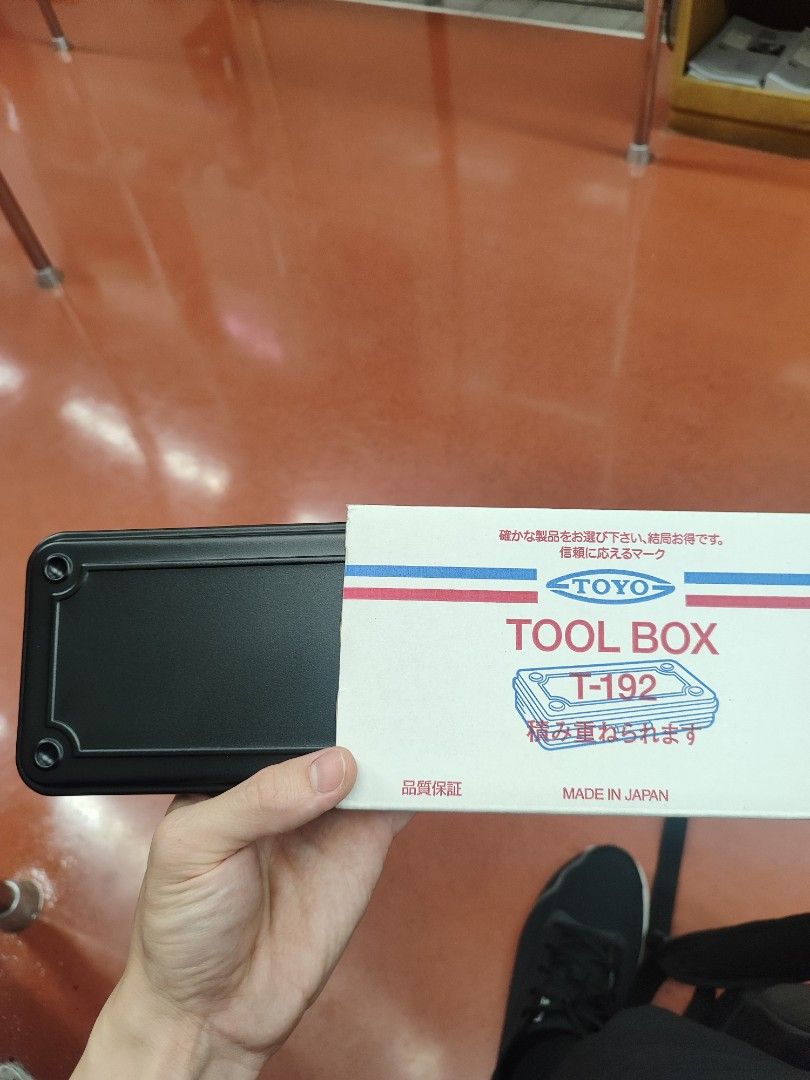 確かな製品をお選び下さい、結局お得です。
信頼に応えるマーク
TOYO
TOOL BOX
T-192
積み重ねられます
品質保証
MADE IN JAPAN